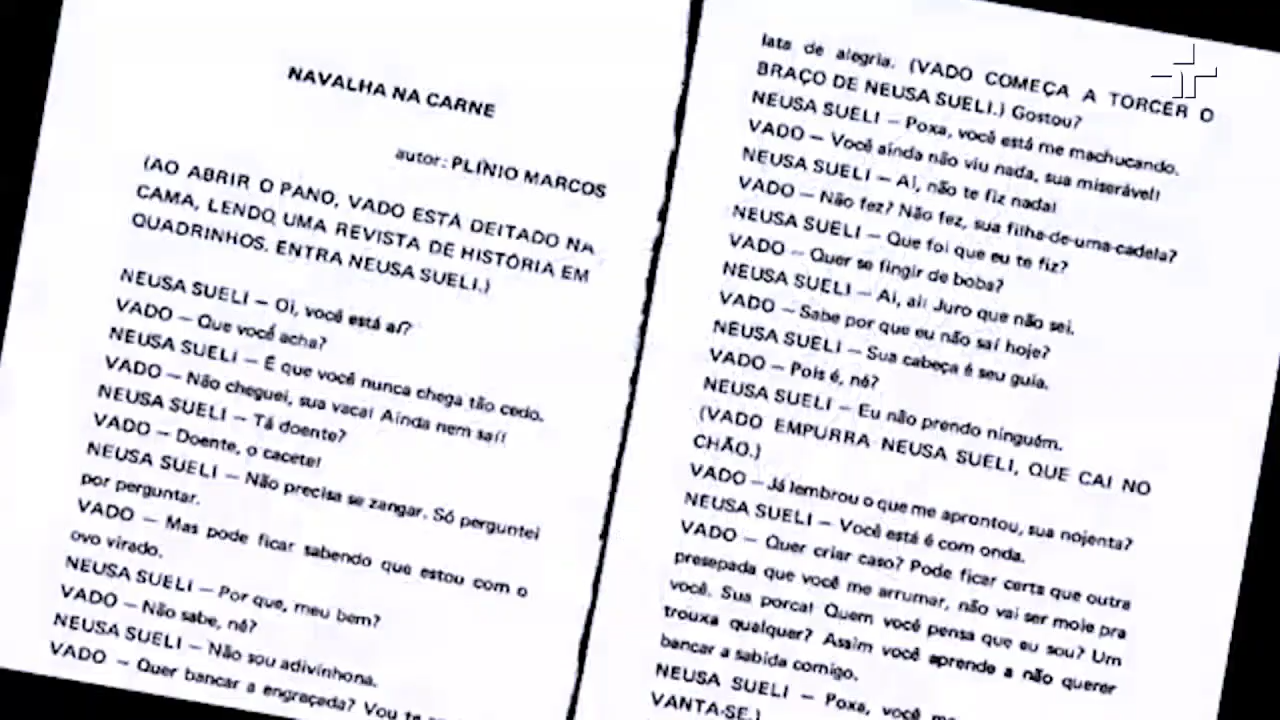 NAVALHA NA CARNE
autor: PLÍNIO MARCOS
(AO ABRIR O PANO, VADO ESTÁ DEITADO NA
CAMA, LENDO UMA REVISTA DE HISTÓRIA EM
QUADRINHOS. ENTRA NEUSA SUELI.)
NEUSA SUELI — Oi, você está aí?
VADO — Que você acha?
NEUSA SUELI — É que você nunca chega tão cedo.
VADO — Não cheguei, sua vaca! Ainda nem saí!
NEUSA SUELI — Tá doente?
VADO — Doente, o cacete!
NEUSA SUELI — Não precisa se zangar. Só perguntei
por perguntar.
VADO — Mas pode ficar sabendo que estou com o
ovo virado.
NEUSA SUELI — Por que, meu bem?
VADO — Não sabe, né?
NEUSA SUELI — Não sou adivinhona.
VADO — Quer bancar a engraçada? Vou te
lata de alegria. (VADO COMEÇA A TORCER O
BRAÇO DE NEUSA SUELI.) Gostou?
NEUSA SUELI — Poxa, você está me machucando.
VADO — Você ainda não viu nada, sua miserável!
NEUSA SUELI — Ai, não te fiz nada!
VADO — Não fez? Não fez, sua filha-de-uma-cadela?
NEUSA SUELI — Que foi que eu te fiz?
VADO — Quer se fingir de boba?
NEUSA SUELI — Ai, ai! Juro que não sei.
VADO — Sabe por que eu não saí hoje?
NEUSA SUELI — Sua cabeça é seu guia.
VADO — Pois é, né?
NEUSA SUELI — Eu não prendo ninguém.
(VADO EMPURRA NEUSA SUELI, QUE CAI NO
CHÃO.)
VADO — Já lembrou o que me aprontou, sua nojenta?
NEUSA SUELI — Você está é com onda.
VADO — Quer criar caso? Pode ficar certa que outra
presepada que você me arrumar, não vai ser mole pra
você. Sua porca! Quem você pensa que eu sou? Um
trouxa qualquer? Assim você aprende a não querer
bancar a sabida comigo.
NEUSA SUELI — Poxa, você
VANTA-SE.)